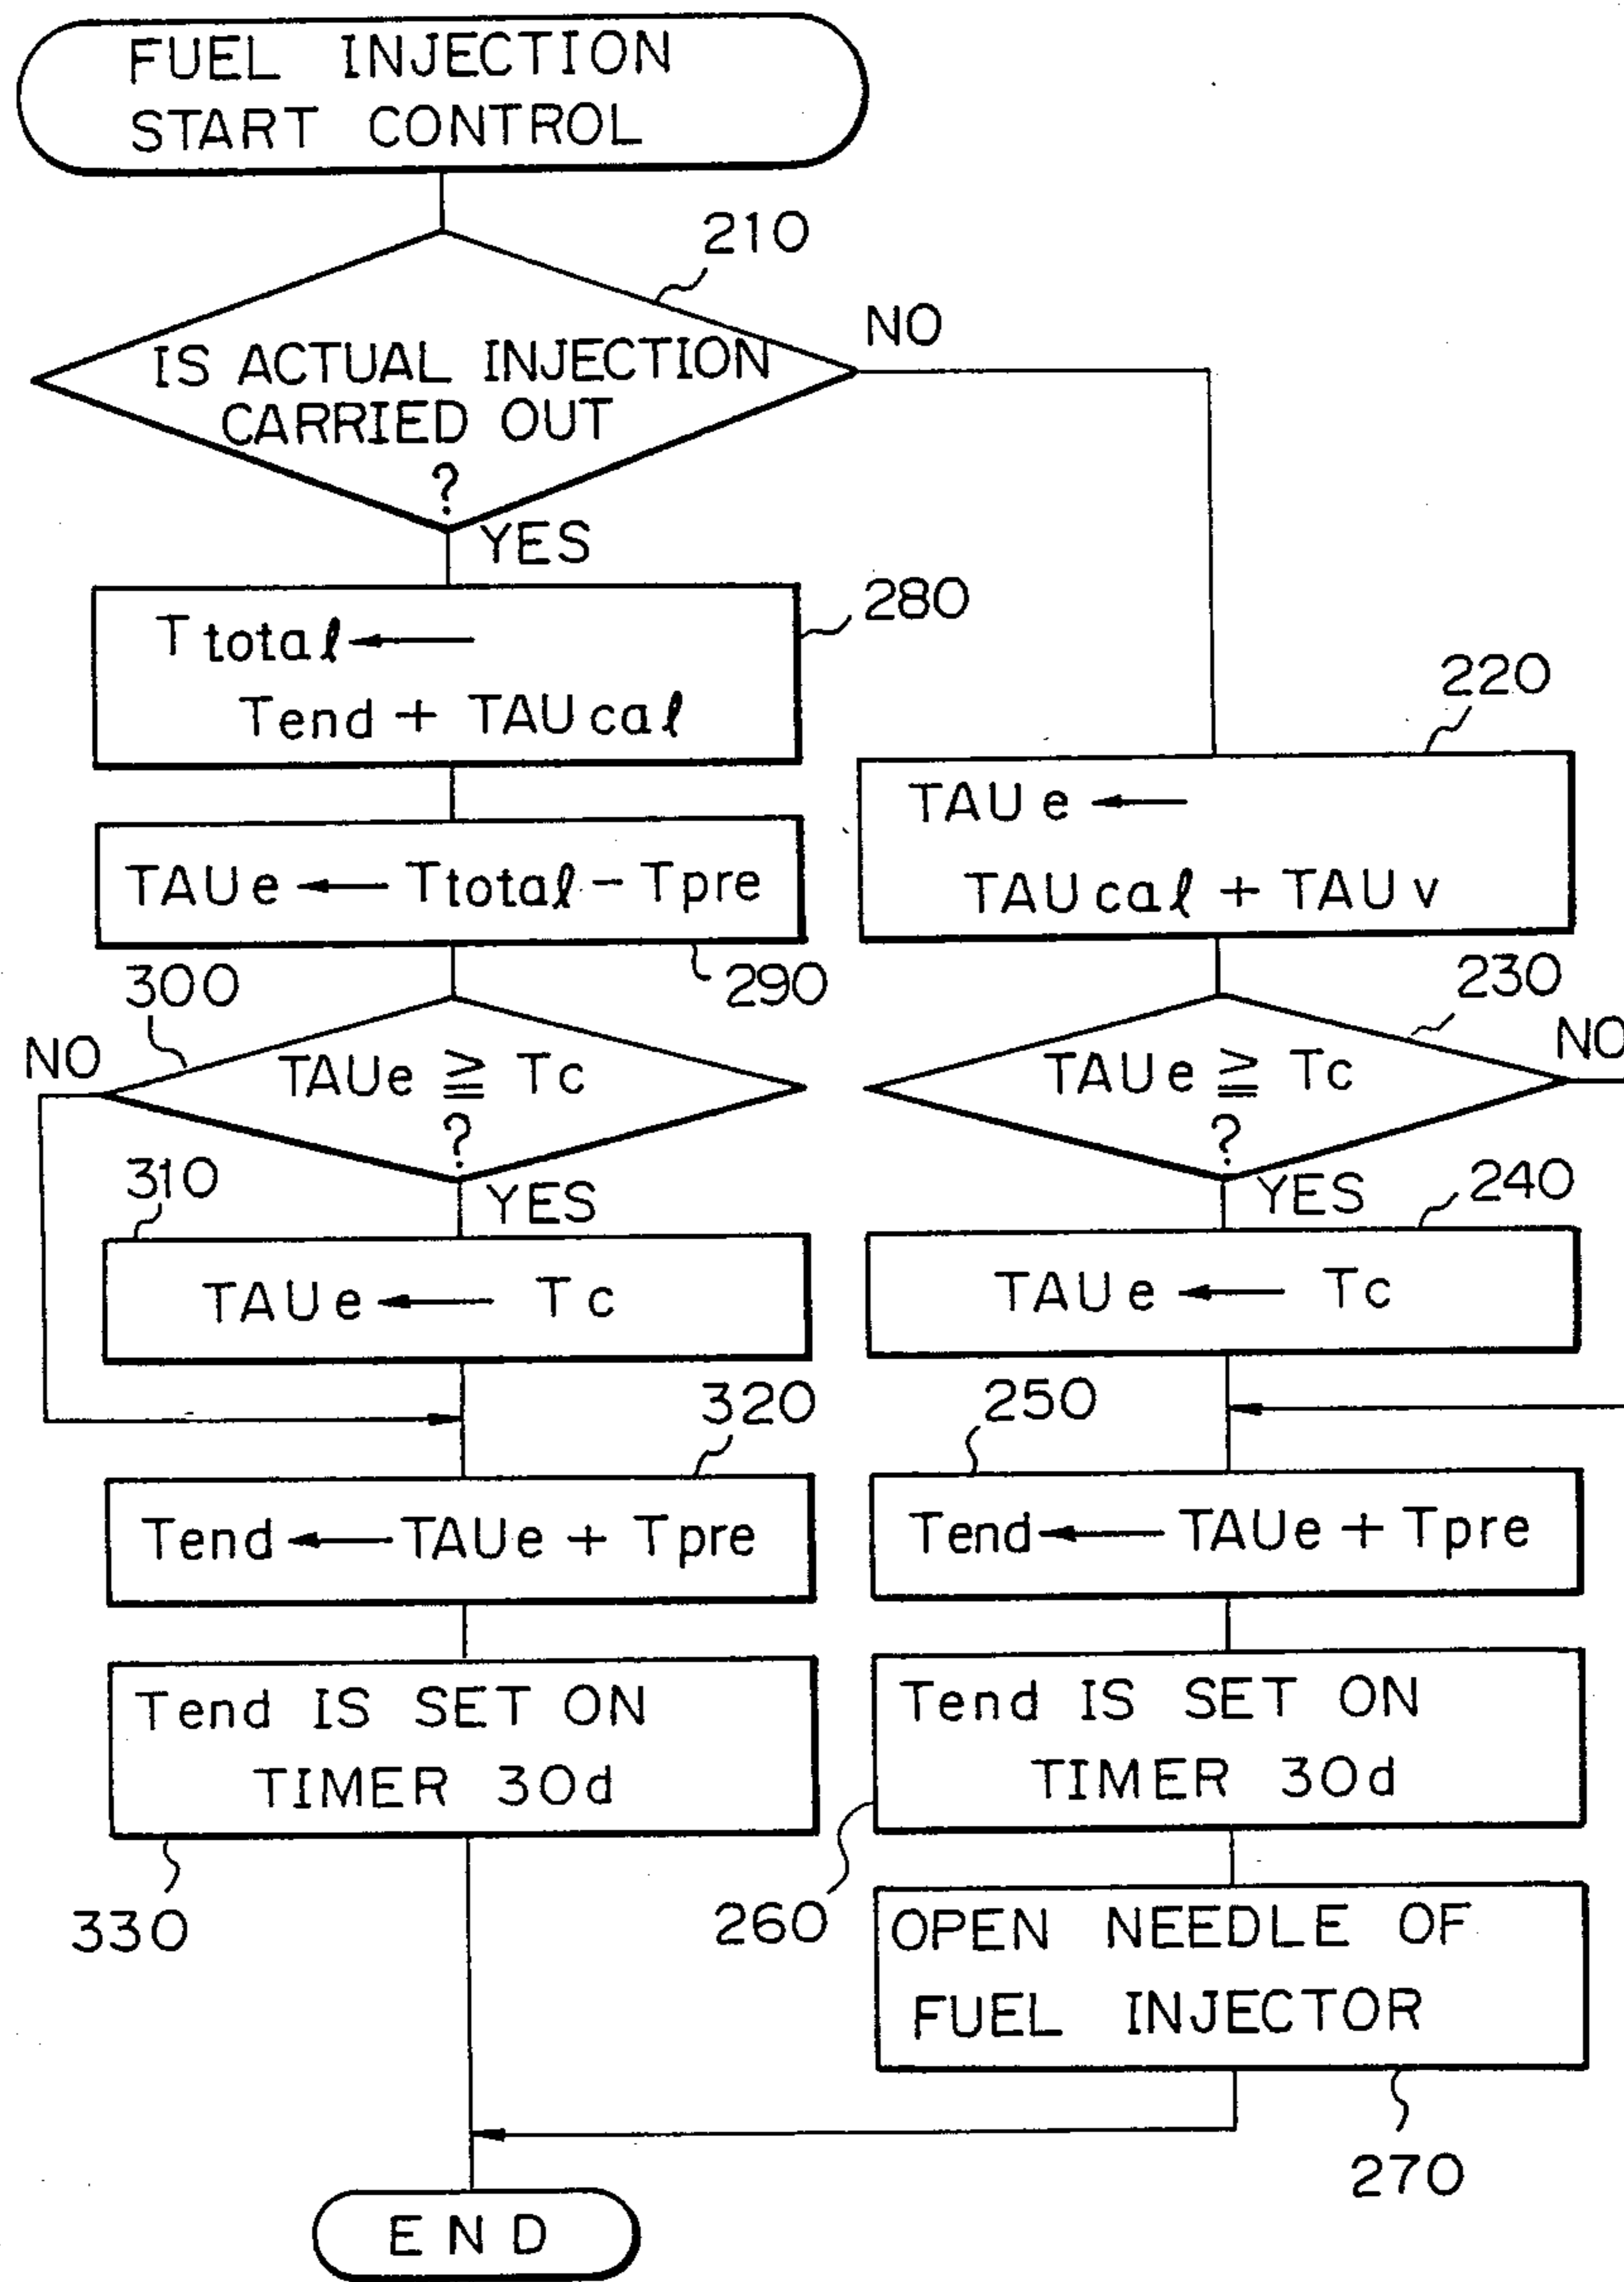 FUEL INJECTION
START CONTROL
210
NO
IS ACTUAL INJECTION
CARRIED OUT
?
YES
280
Ttotal ←
Tend + TAUcal
220
TAUe ←
TAUcal + TAUv
TAUe ← Ttotal - Tpre
290
300
NO
TAUe ≧ Tc
?
YES
230
NO
TAUe ≧ Tc
?
YES
310
TAUe ← Tc
240
TAUe ← Tc
320
Tend ← TAUe + Tpre
250
Tend ← TAUe + Tpre
Tend IS SET ON
TIMER 30d
330
Tend IS SET ON
TIMER 30d
260
OPEN NEEDLE OF
FUEL INJECTOR
270
END